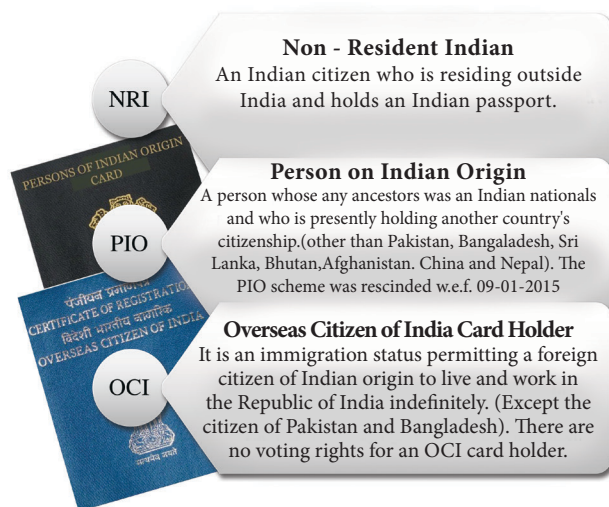 Non - Resident Indian
An Indian citizen who is residing outside
India and holds an Indian passport.
NRI
PERSONS OF INDIAN ORIGIN
CARD
Person on Indian Origin
A person whose any ancestors was an Indian nationals
and who is presently holding another country's
citizenship.(other than Pakistan, Bangaladesh, Sri
Lanka, Bhutan,Afghanistan. China and Nepal). The
PIO scheme was rescinded w.e.f. 09-01-2015
PIO
पंजीयन प्रमाणपत्र
CERTIFICATE OF REGISTRATION
विदेशी भारतीय नागरिक
OVERSEAS CITIZEN OF INDIA
सत्यमेव जयते
Overseas Citizen of India Card Holder
It is an immigration status permitting a foreign
citizen of Indian origin to live and work in
the Republic of India indefinitely. (Except the
citizen of Pakistan and Bangladesh). There are
no voting rights for an OCI card holder.
OCI